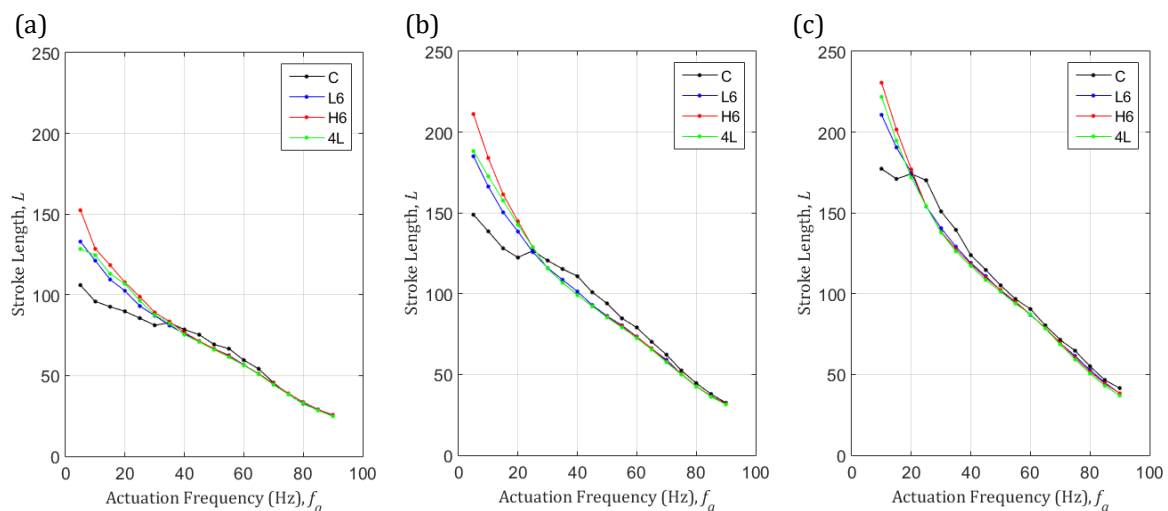 (a)
250
200
150
100
50
0
Stroke Length, L
0 20 40 60 80 100
Actuation Frequency (Hz), fa
C
L6
H6
4L
(b)
250
200
150
100
50
0
Stroke Length, L
0 20 40 60 80 100
Actuation Frequency (Hz), fa
C
L6
H6
4L
(c)
250
200
150
100
50
0
Stroke Length, L
0 20 40 60 80 100
Actuation Frequency (Hz), fa
C
L6
H6
4L